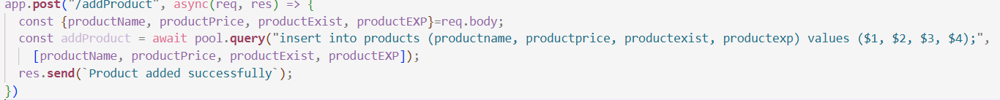 app.post("/addProduct", async(req, res) => {
const {productName, productPrice, productExist, productEXP}=req.body;
const addProduct = await pool.query("insert into products (productname, productprice, productexist, productexp) values ($1, $2, $3, $4);",
[productName, productPrice, productExist, productEXP]);
res.send(`Product added successfully`);
})